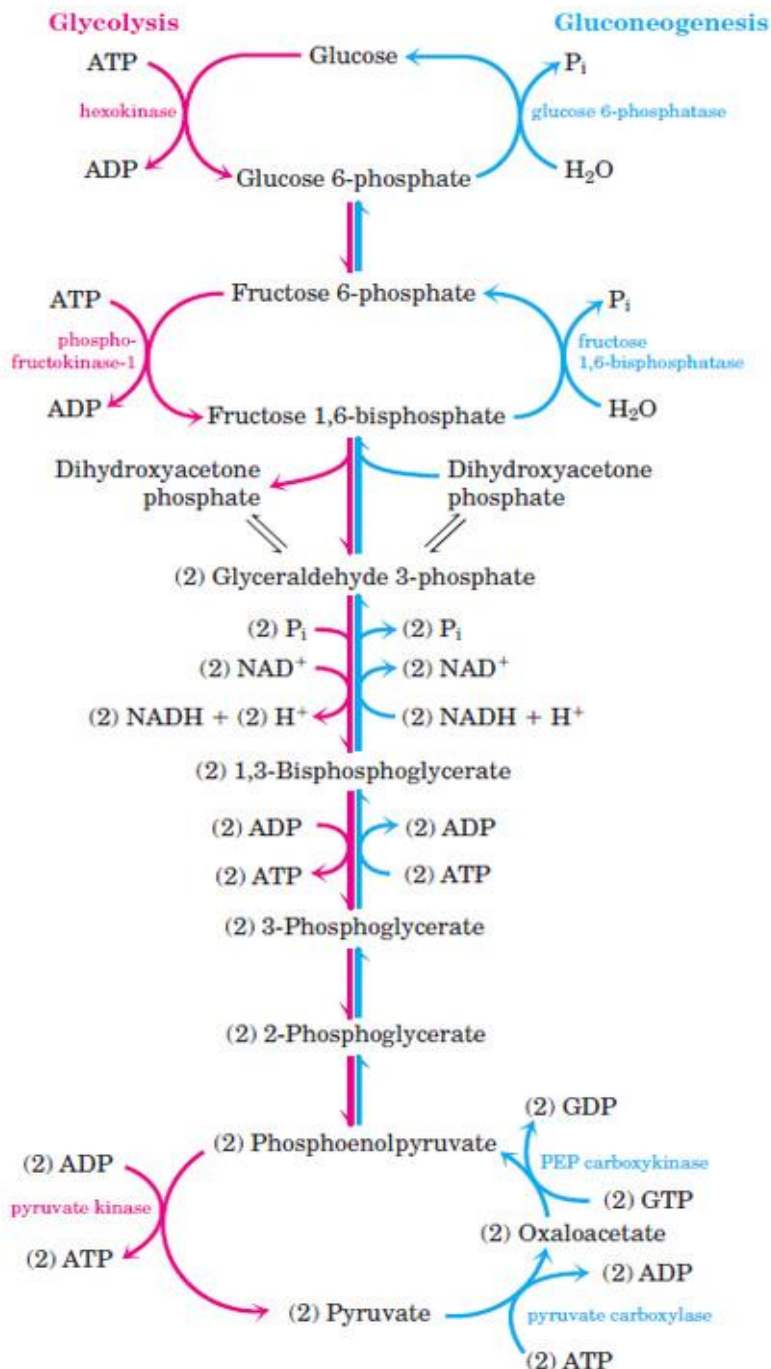 Glycolysis
Gluconeogenesis
ATP
Glucose
Pi
hexokinase
glucose 6-phosphatase
ADP
Glucose 6-phosphate
H2O
ATP
Fructose 6-phosphate
Pi
phospho-
fructokinase-1
fructose
1,6-bisphosphatase
ADP
Fructose 1,6-bisphosphate
H2O
Dihydroxyacetone
phosphate
Dihydroxyacetone
phosphate
(2) Glyceraldehyde 3-phosphate
(2) Pi
(2) Pi
(2) NAD+
(2) NAD+
(2) NADH + (2) H+
(2) NADH + H+
(2) 1,3-Bisphosphoglycerate
(2) ADP
(2) ADP
(2) ATP
(2) ATP
(2) 3-Phosphoglycerate
(2) 2-Phosphoglycerate
(2) GDP
(2) Phosphoenolpyruvate
(2) ADP
PEP carboxykinase
pyruvate kinase
(2) GTP
(2) Oxaloacetate
(2) ATP
(2) ADP
(2) Pyruvate
pyruvate carboxylase
(2) ATP